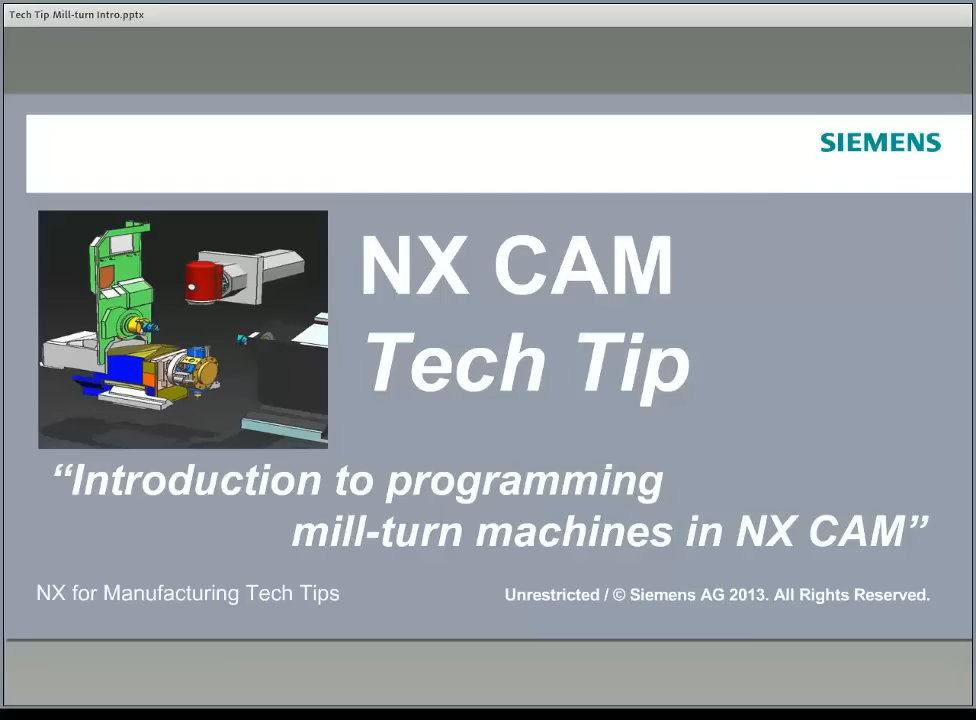 Tech Tip Mill-turn Intro.pptx
SIEMENS
NX CAM
Tech Tip
“Introduction to programming
mill-turn machines in NX CAM”
NX for Manufacturing Tech Tips
Unrestricted / © Siemens AG 2013. All Rights Reserved.